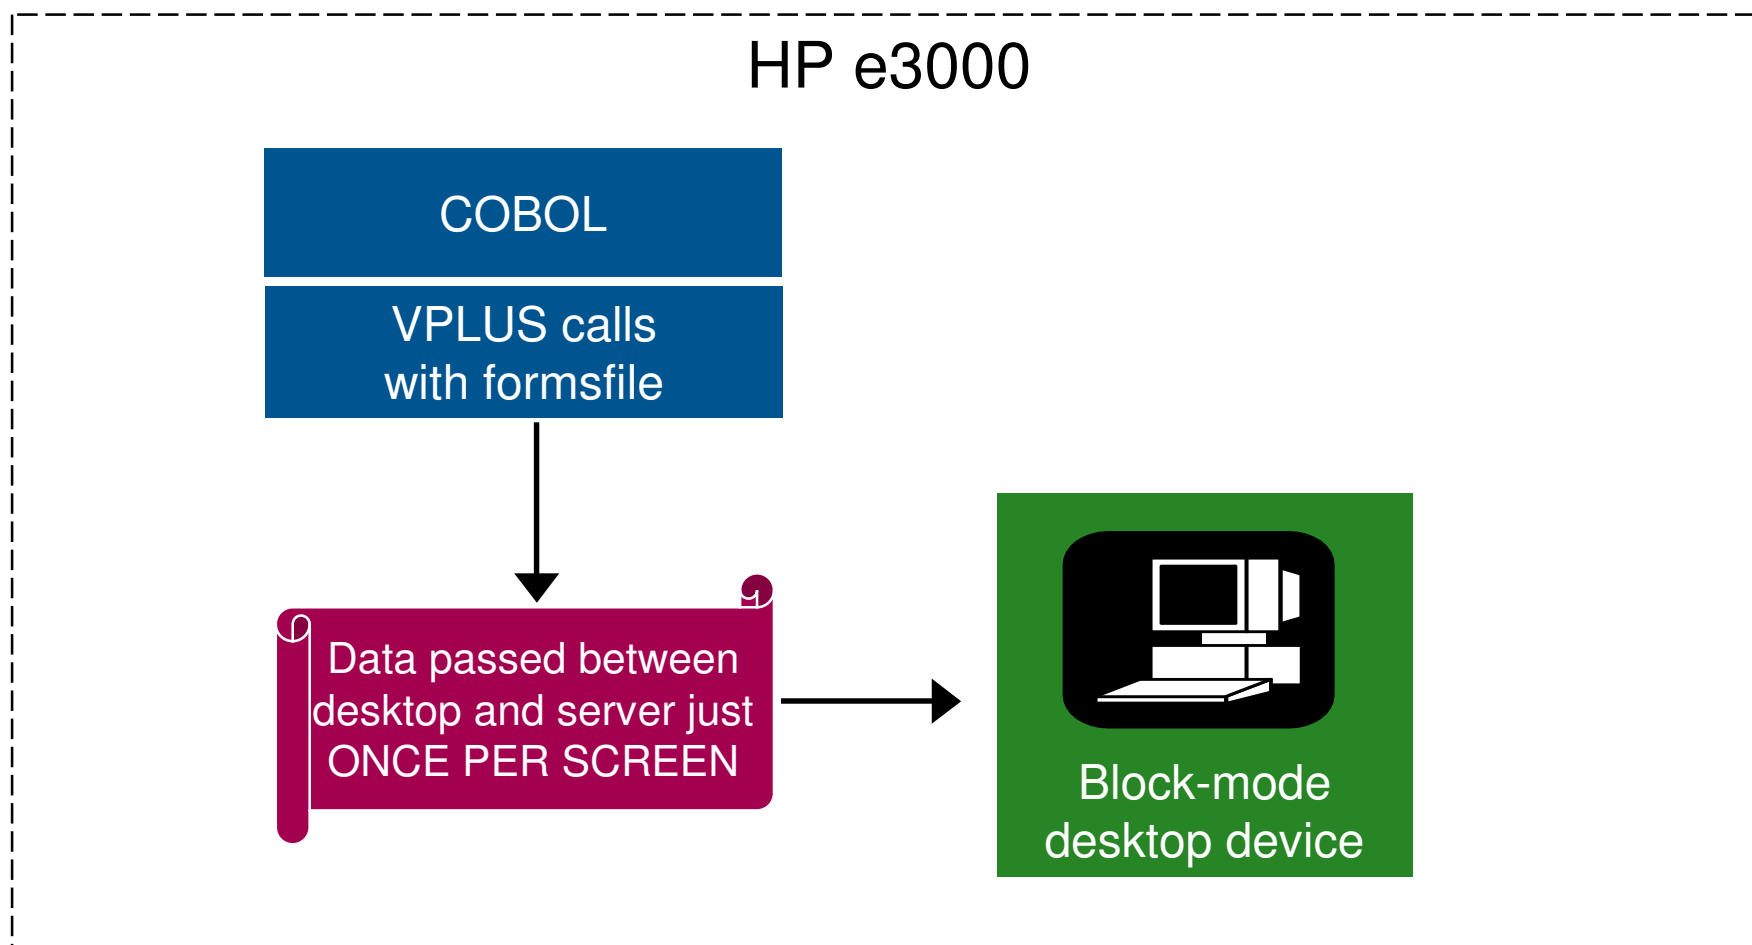 HP e3000
COBOL
VPLUS calls
with formsfile
Data passed between
desktop and server just
ONCE PER SCREEN
Block-mode
desktop device